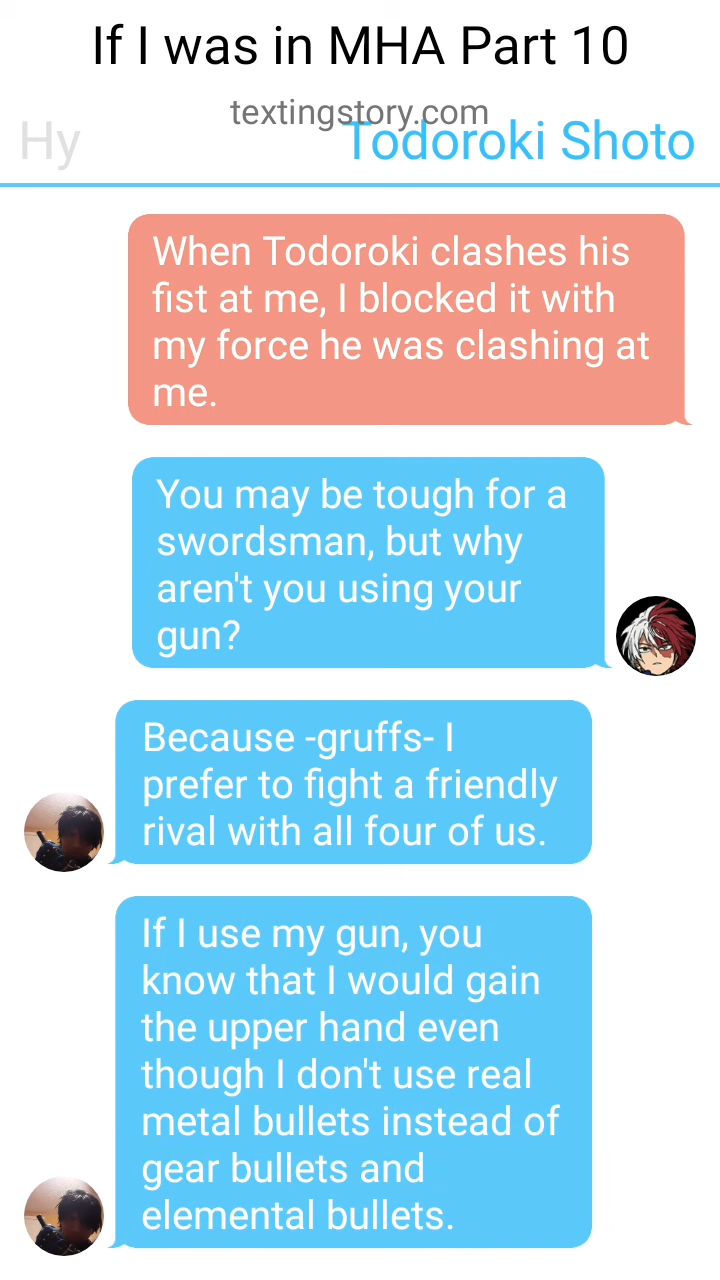 If I was in MHA Part 10
textingstory.com
Hy
Todoroki Shoto
When Todoroki clashes his
fist at me, I blocked it with
my force he was clashing at
me.
You may be tough for a
swordsman, but why
aren't you using your
gun?
Because -gruffs- I
prefer to fight a friendly
rival with all four of us.
If I use my gun, you
know that I would gain
the upper hand even
though I don't use real
metal bullets instead of
gear bullets and
elemental bullets.